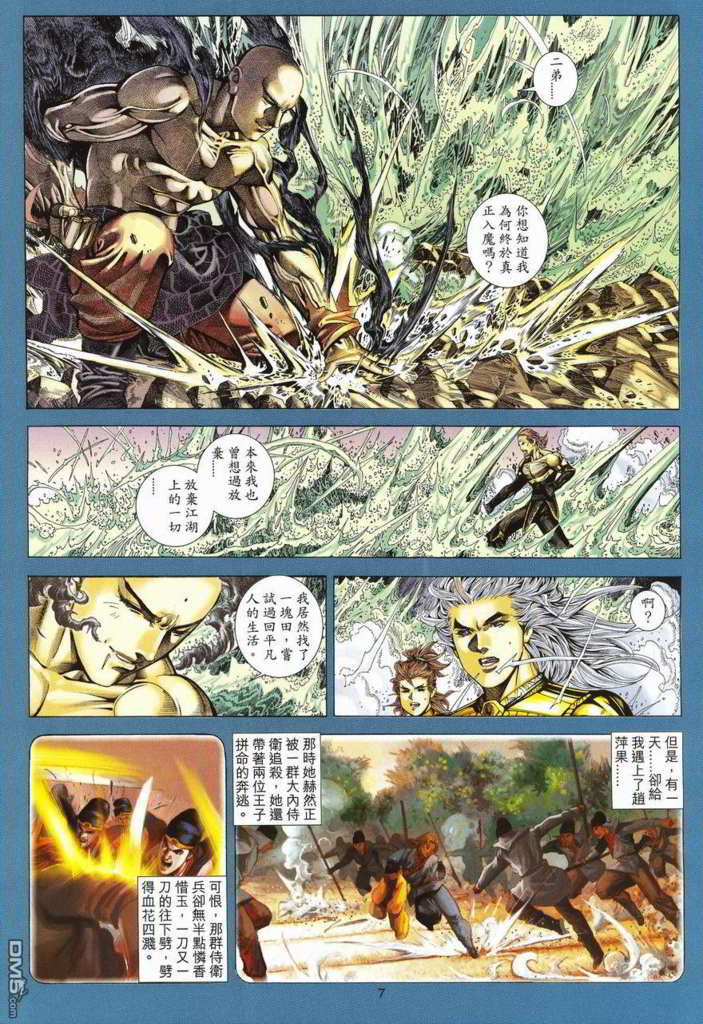 二弟……
你想知道我
為何終於真
正入魔嗎？
本來我也
曾想過放
棄……
放棄江湖
上的一切
……
我居然找了
一塊田，嘗
試過回平凡
人的生活。
啊？
但是，有一
天……卻給
我遇上了趙
蘋果……
那時她赫然正
被一群大內侍
衛追殺，她還
帶著兩位王子
拼命的奔逃。
可恨，那群侍衛
兵卻無半點憐香
惜玉，一刀又一
刀的往下劈，劈
得血花四濺。
7
DM5.com